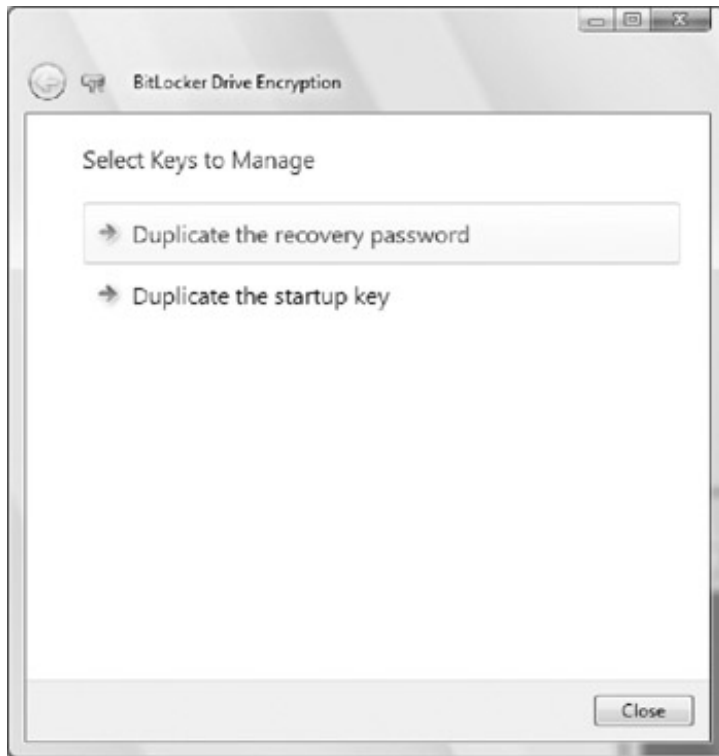 BitLocker Drive Encryption
Select Keys to Manage
Duplicate the recovery password
Duplicate the startup key
Close